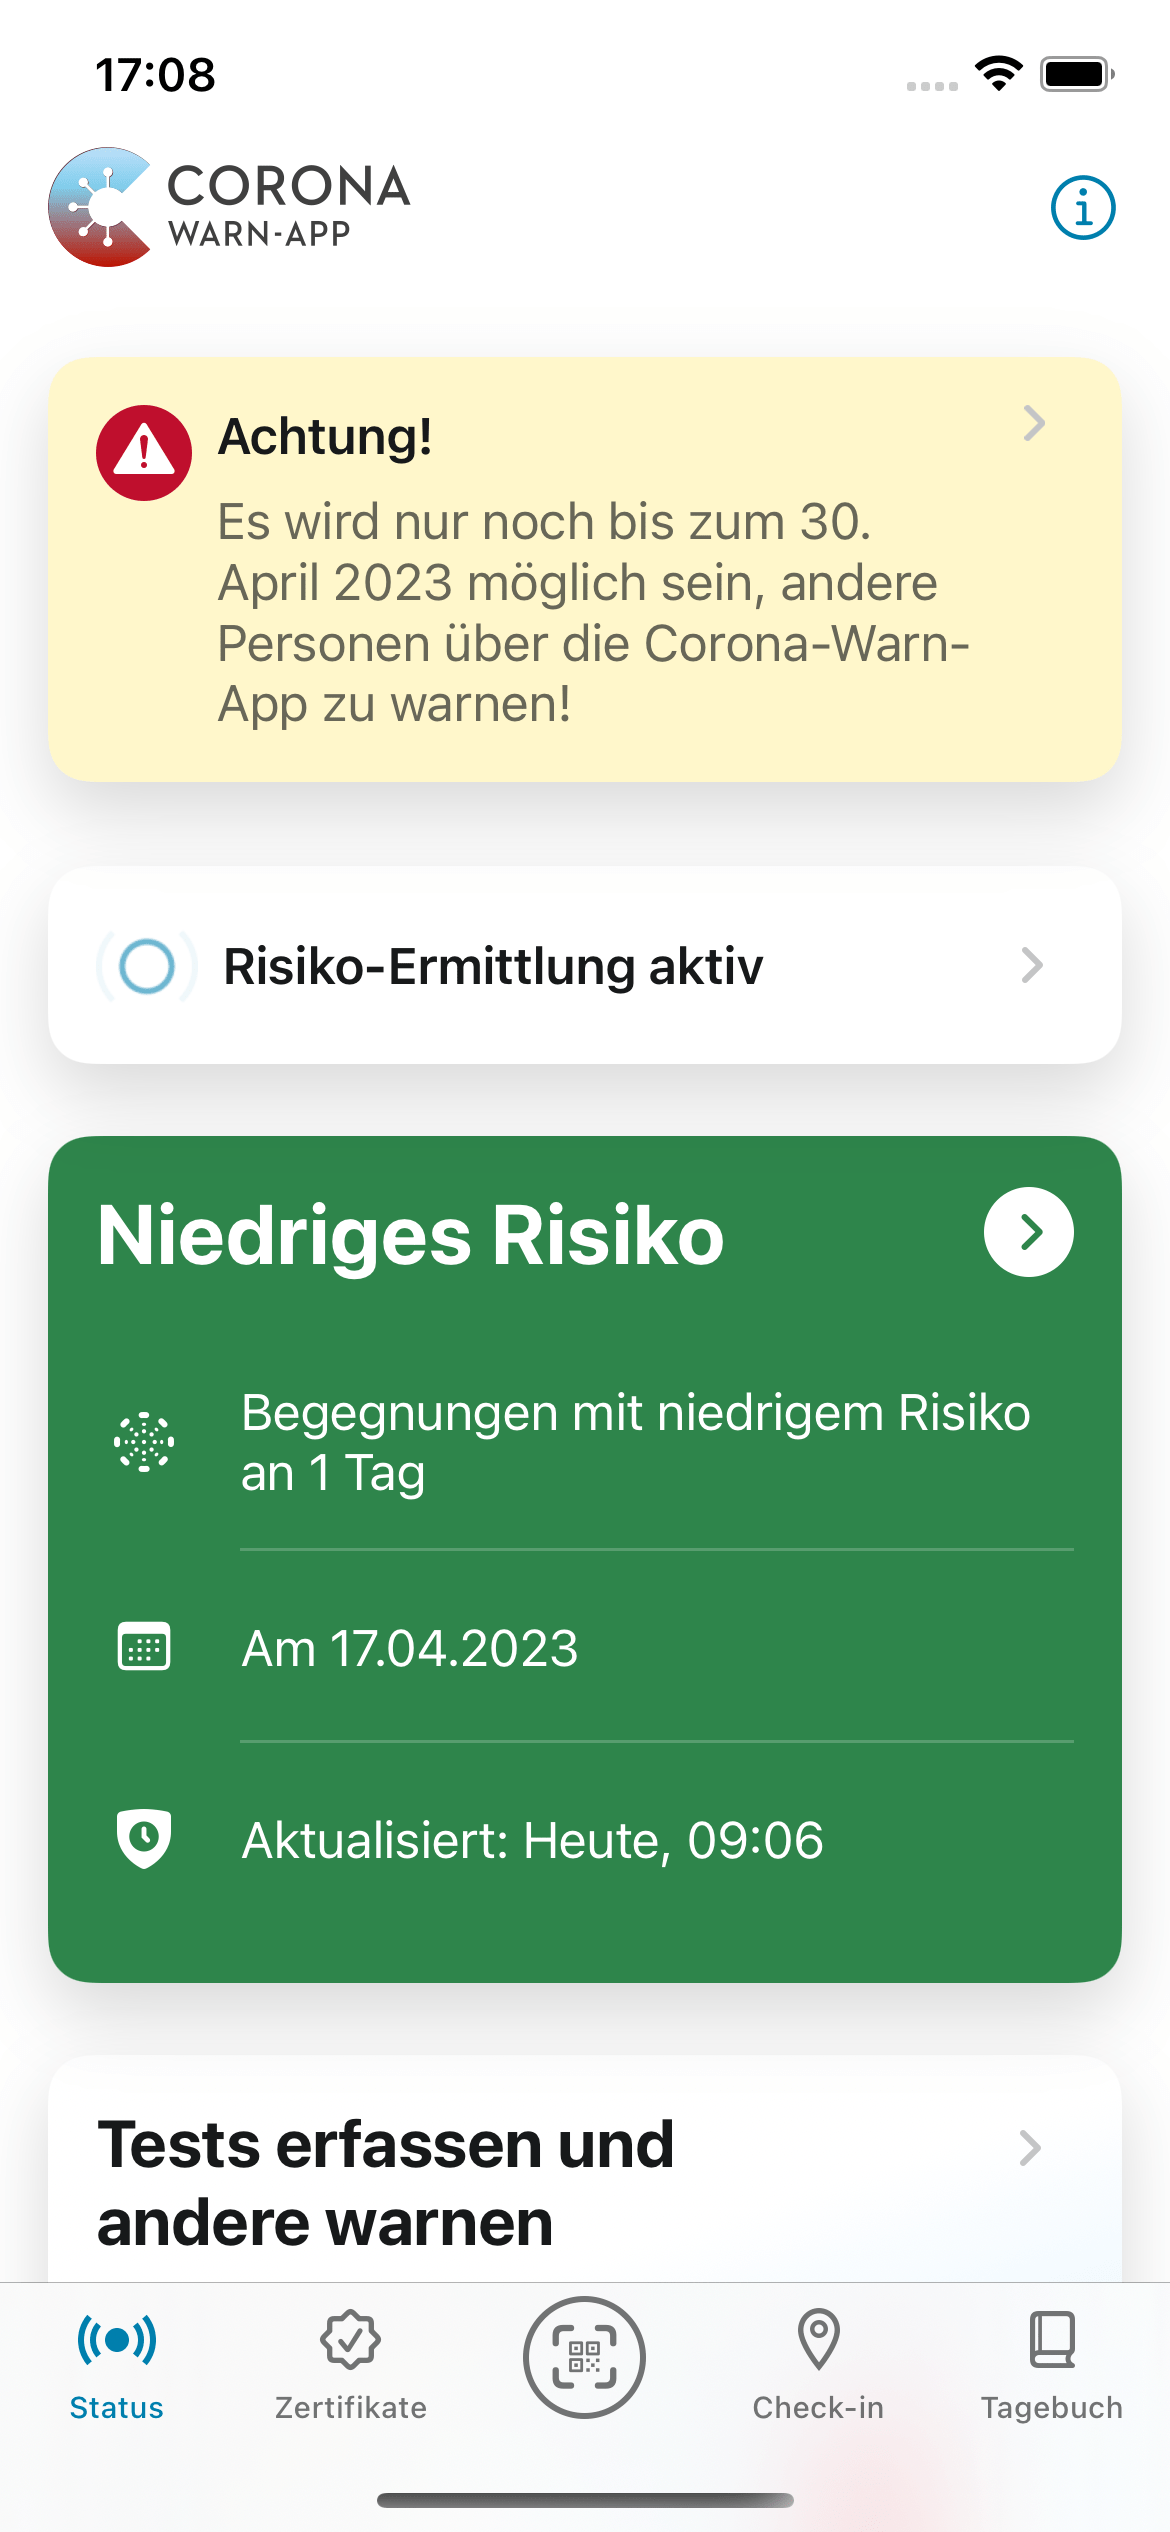 17:08
CORONA
WARN-APP
Achtung!
Es wird nur noch bis zum 30.
April 2023 möglich sein, andere
Personen über die Corona-Warn-
App zu warnen!
Risiko-Ermittlung aktiv
Niedriges Risiko
Begegnungen mit niedrigem Risiko
an 1 Tag
Am 17.04.2023
Aktualisiert: Heute, 09:06
Tests erfassen und
andere warnen
Status
Zertifikate
Check-in
Tagebuch